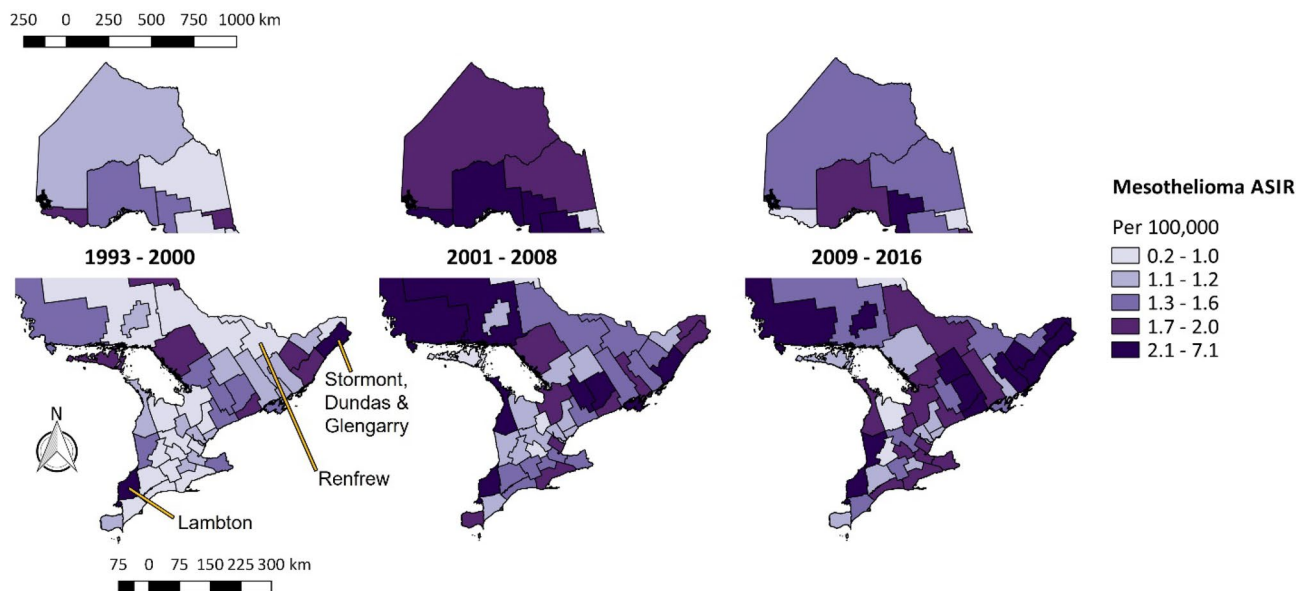 250 0 250 500 750 1000 km
Mesothelioma ASIR
Per 100,000
0.2 - 1.0
1.1 - 1.2
1.3 - 1.6
1.7 - 2.0
2.1 - 7.1
1993 - 2000
2001 - 2008
2009 - 2016
Stormont,
Dundas &
Glengarry
N
Renfrew
Lambton
75 0 75 150 225 300 km